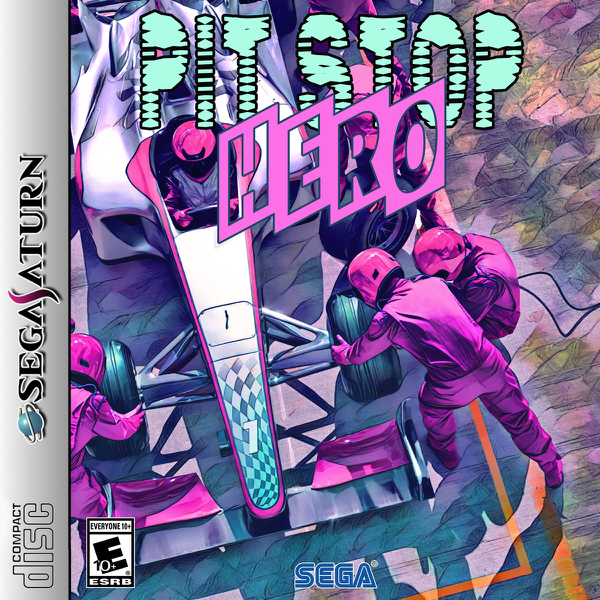 PIT STOP
HERO
SEGA SATURN
1
COMPACT
disc
EVERYONE 10+
E
10+
ESRB
SEGA®